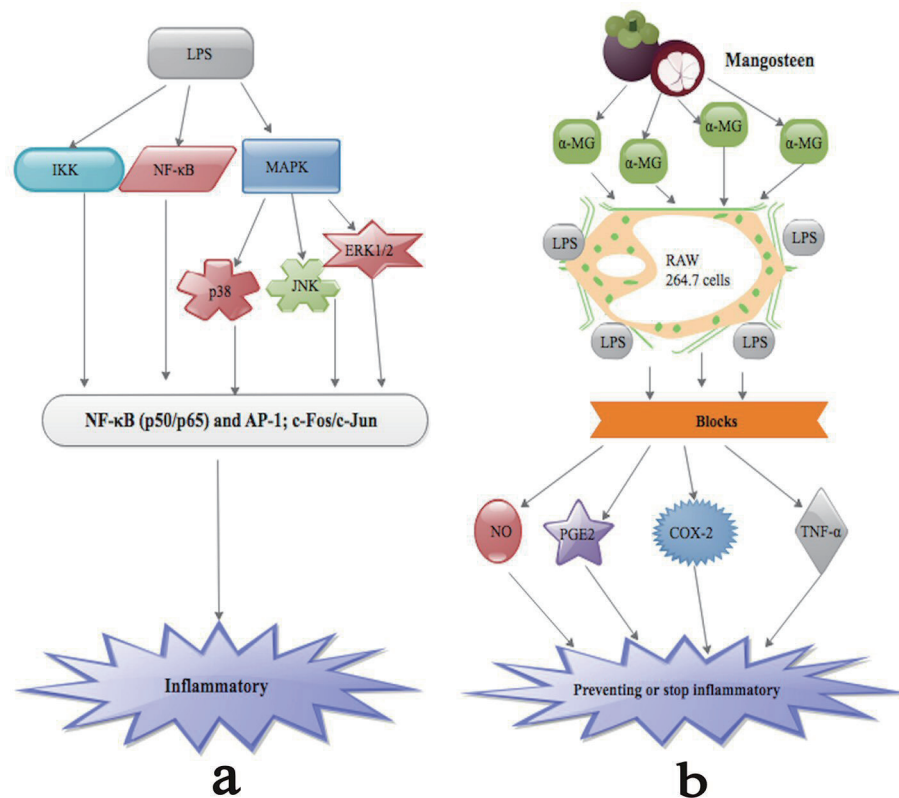 LPS
IKK
NF-κB
MAPK
p38
JNK
ERK1/2
NF-κB (p50/p65) and AP-1; c-Fos/c-Jun
Inflammatory
a
Mangosteen
α-MG
α-MG
α-MG
α-MG
LPS
LPS
RAW
264.7 cells
LPS
LPS
Blocks
NO
PGE2
COX-2
TNF-α
Preventing or stop inflammatory
b